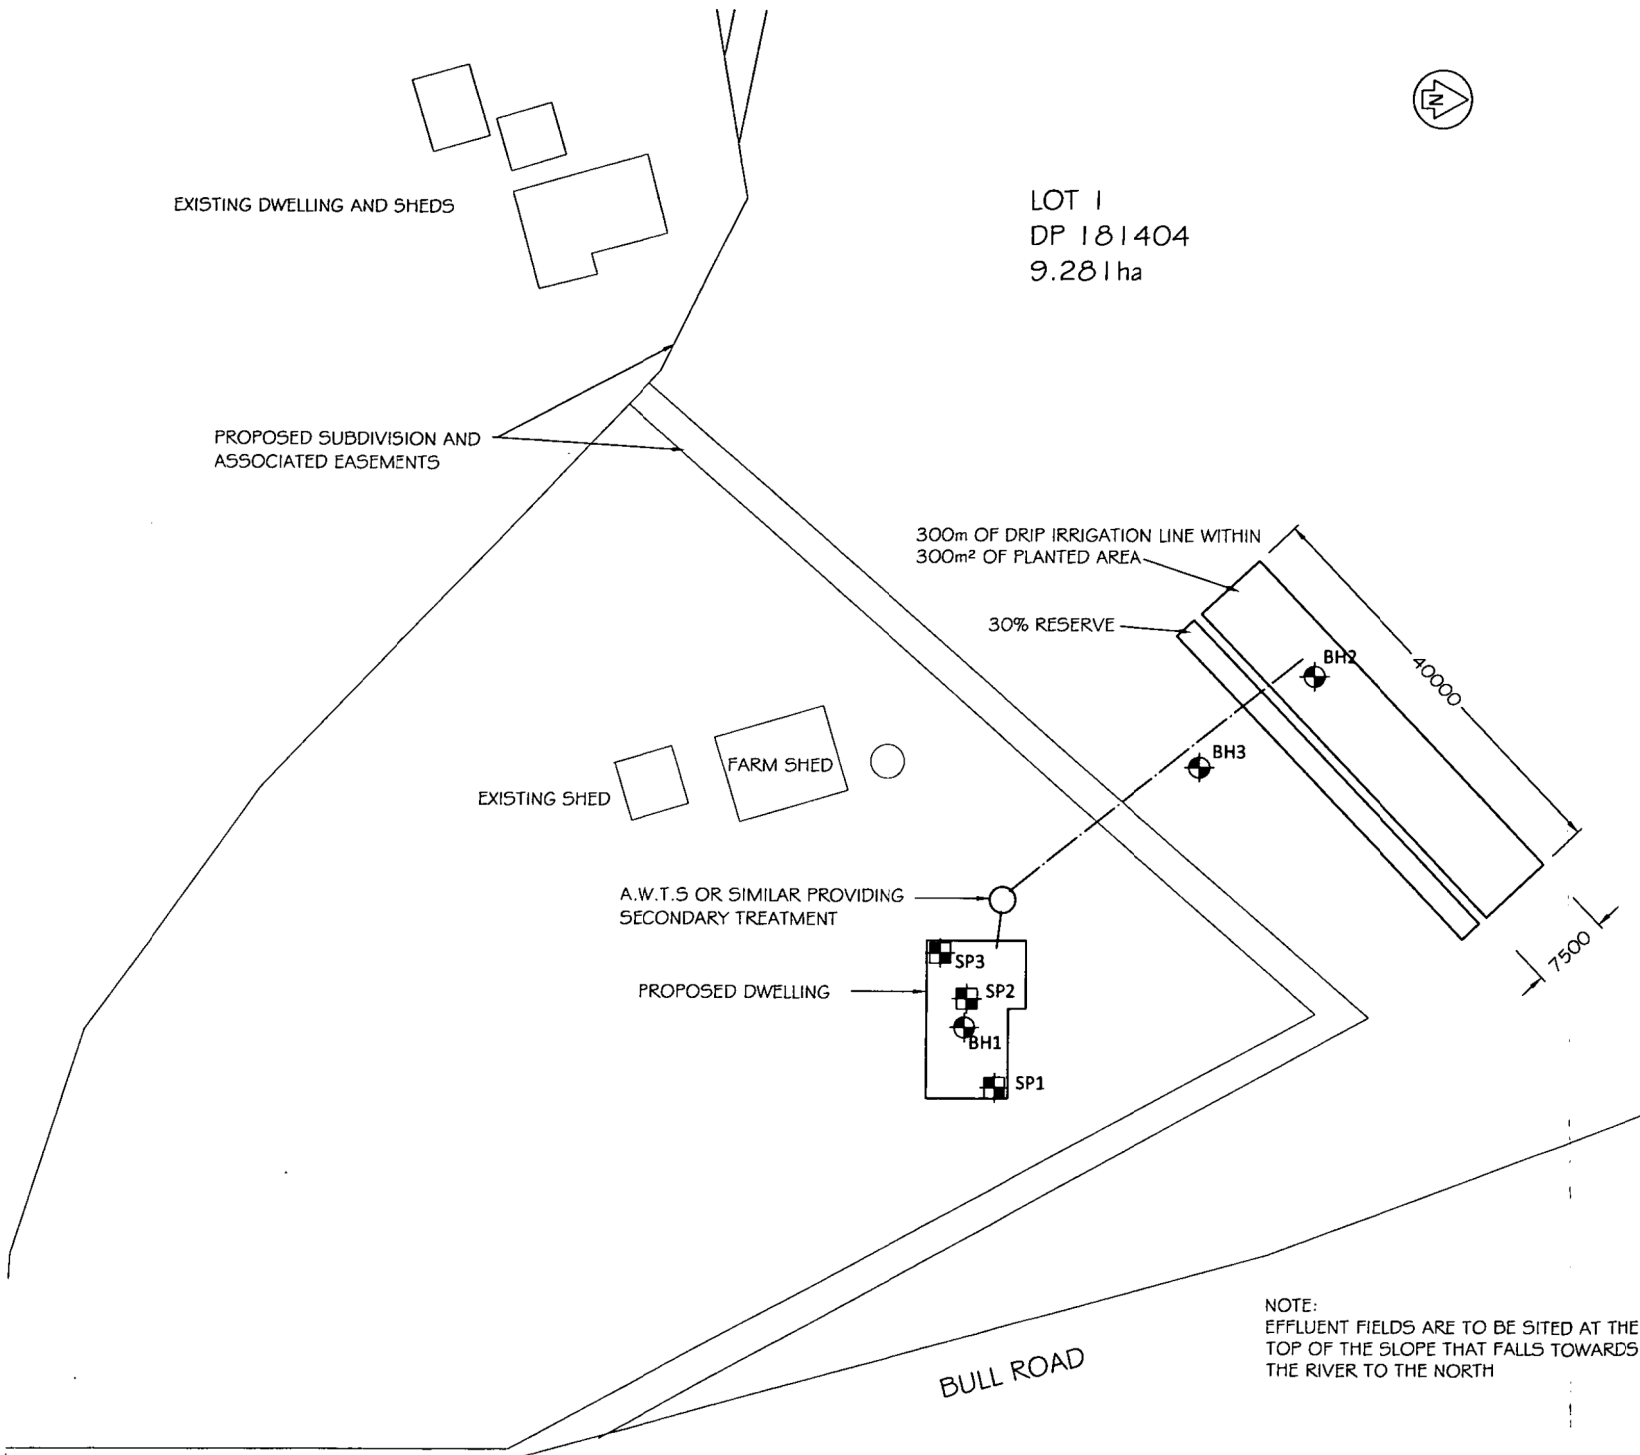 N
LOT 1
DP 181404
9.281ha
EXISTING DWELLING AND SHEDS
PROPOSED SUBDIVISION AND
ASSOCIATED EASEMENTS
300m OF DRIP IRRIGATION LINE WITHIN
300m² OF PLANTED AREA
30% RESERVE
BH2
40000
BH3
FARM SHED
EXISTING SHED
A.W.T.S OR SIMILAR PROVIDING
SECONDARY TREATMENT
7500
SP3
PROPOSED DWELLING
SP2
BH1
SP1
BULL ROAD
NOTE:
EFFLUENT FIELDS ARE TO BE SITED AT THE
TOP OF THE SLOPE THAT FALLS TOWARDS
THE RIVER TO THE NORTH